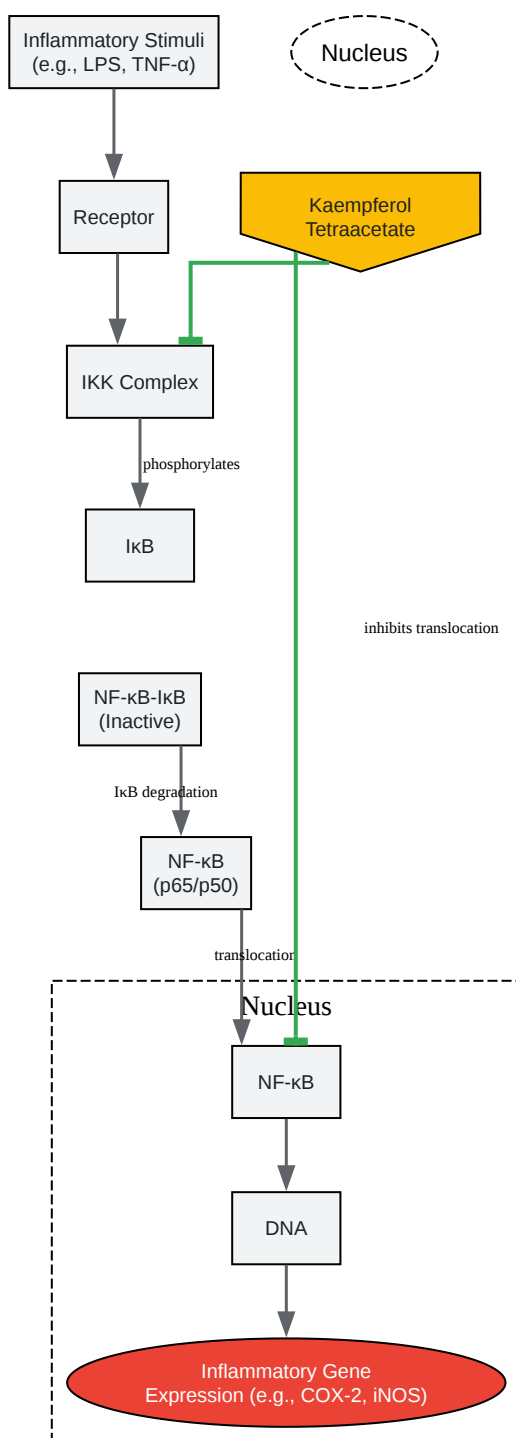 Inflammatory Stimuli
(e.g., LPS, TNF-α)
Nucleus
Receptor
Kaempferol
Tetraacetate
IKK Complex
phosphorylates
IκB
inhibits translocation
NF-κB-IκB
(Inactive)
IκB degradation
NF-κB
(p65/p50)
translocation
Nucleus
NF-κB
DNA
Inflammatory Gene
Expression (e.g., COX-2, iNOS)